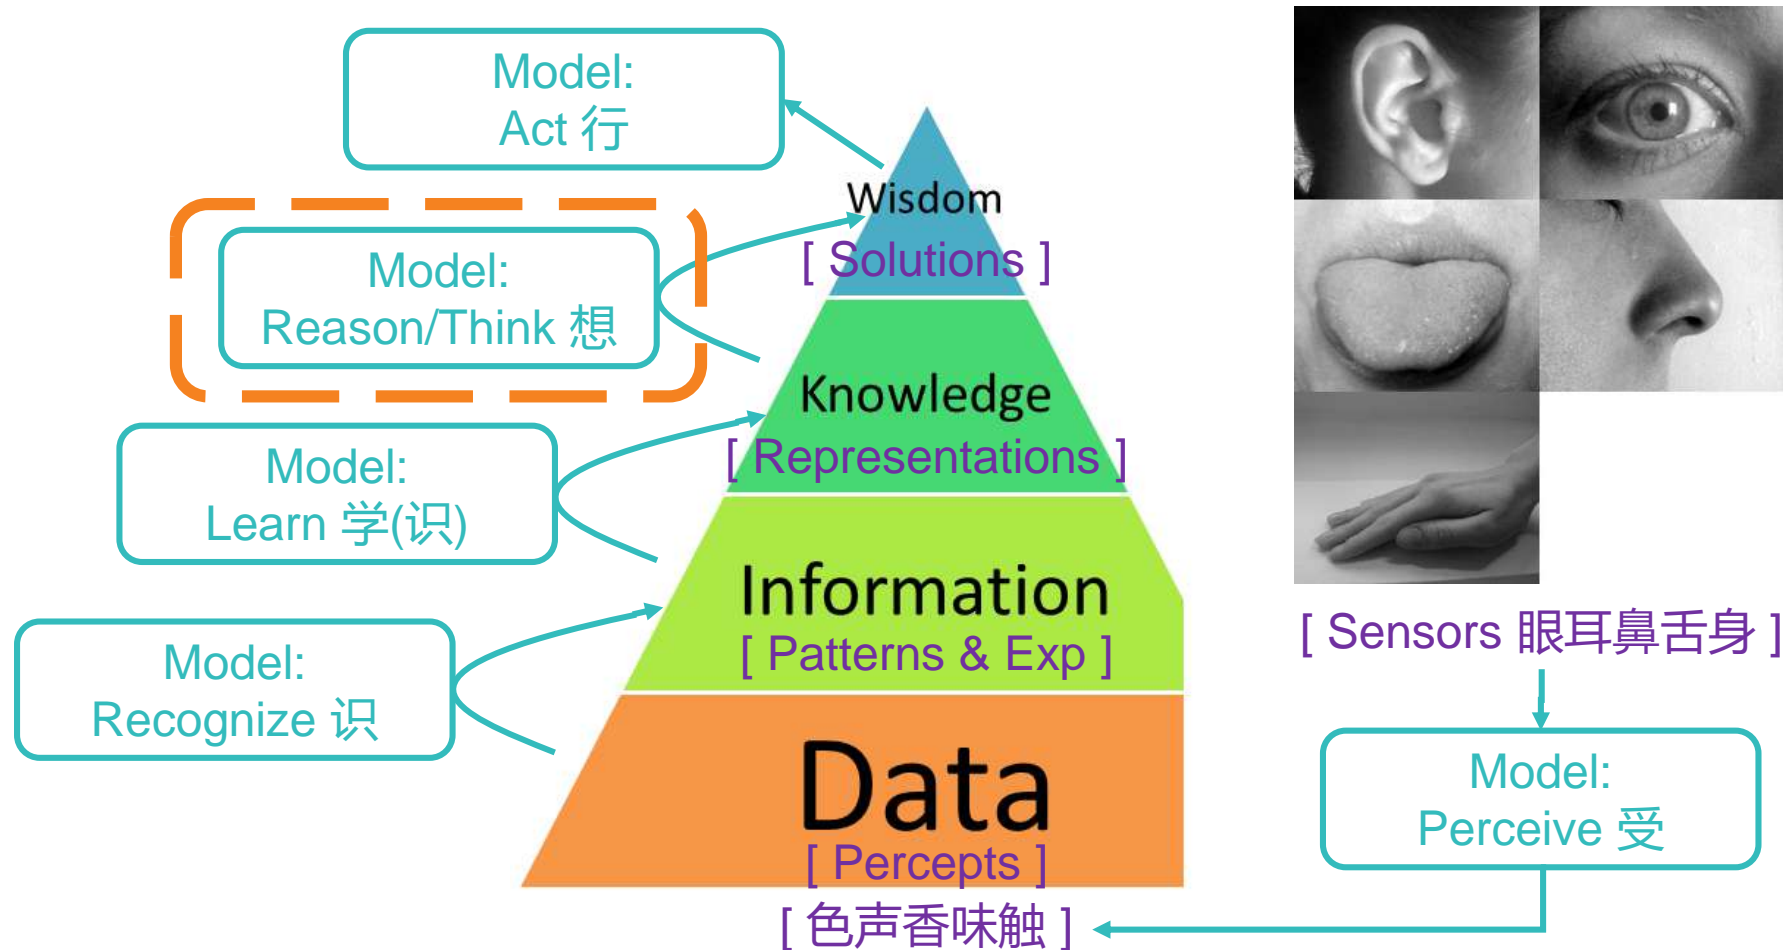 Model:
Act 行
Wisdom
[ Solutions ]
Model:
Reason/Think 想
Knowledge
[ Representations ]
Model:
Learn 学(识)
Information
[ Patterns & Exp ]
Model:
Recognize 识
Data
[ Percepts ]
[ 色声香味触 ]
[ Sensors 眼耳鼻舌身 ]
Model:
Perceive 受